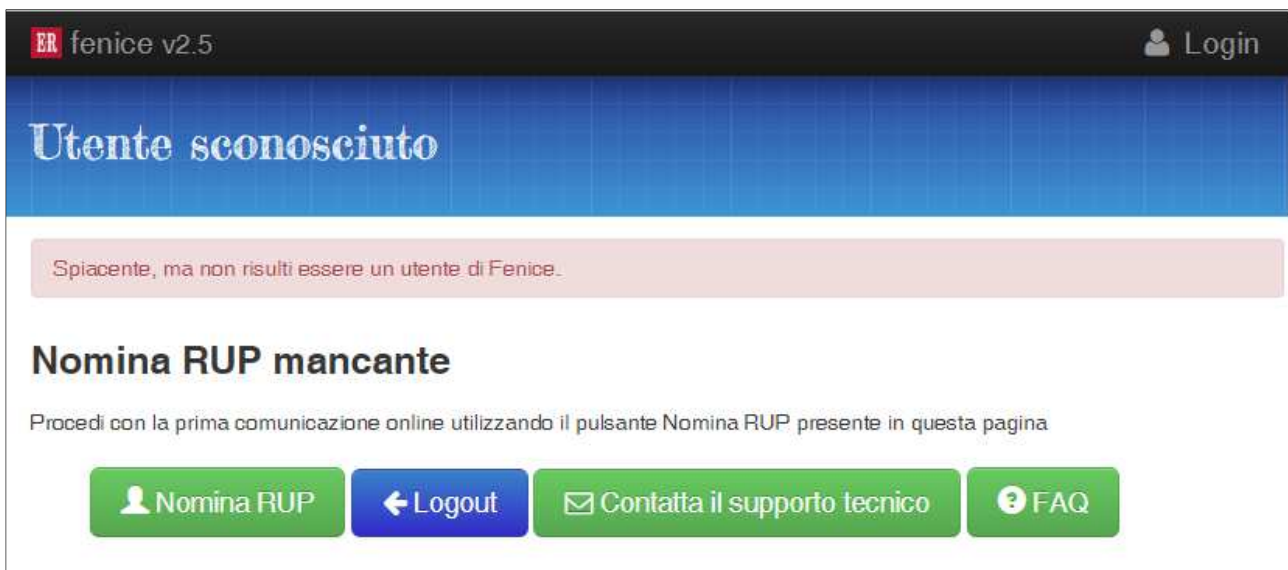 ER fenice v2.5
Login
Utente sconosciuto
Spiacente, ma non risulti essere un utente di Fenice.
Nomina RUP mancante
Procedi con la prima comunicazione online utilizzando il pulsante Nomina RUP presente in questa pagina
Nomina RUP
Logout
Contatta il supporto tecnico
FAQ